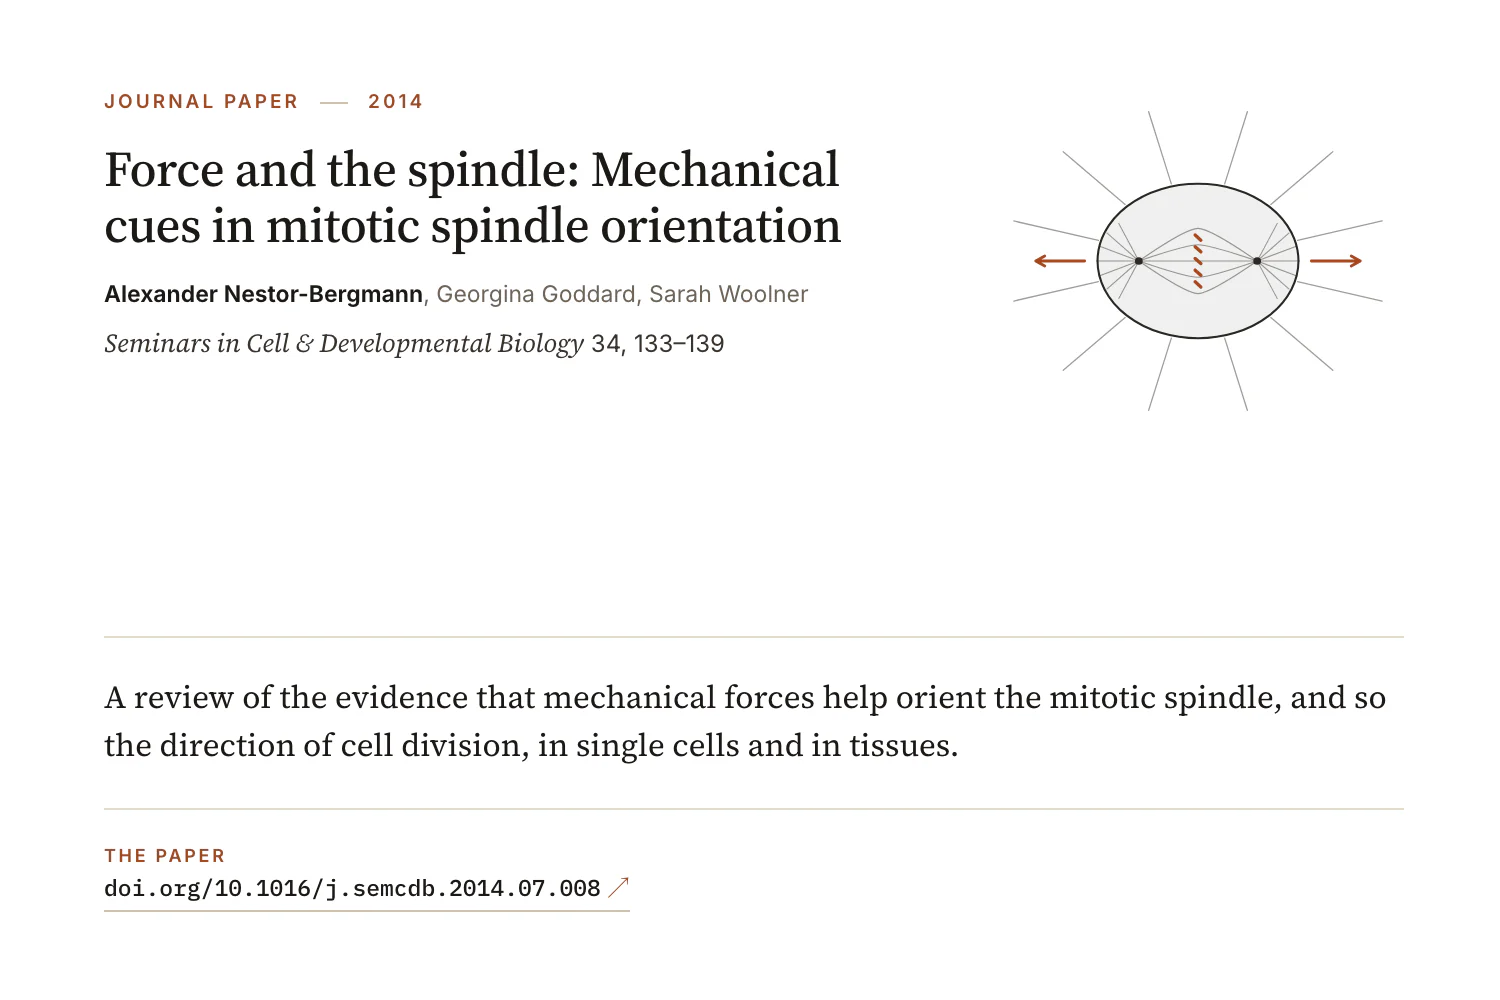 JOURNAL PAPER — 2014
Force and the spindle: Mechanical
cues in mitotic spindle orientation
Alexander Nestor-Bergmann, Georgina Goddard, Sarah Woolner
Seminars in Cell & Developmental Biology 34, 133–139
A review of the evidence that mechanical forces help orient the mitotic spindle, and so
the direction of cell division, in single cells and in tissues.
THE PAPER
doi.org/10.1016/j.semcdb.2014.07.008 ↗